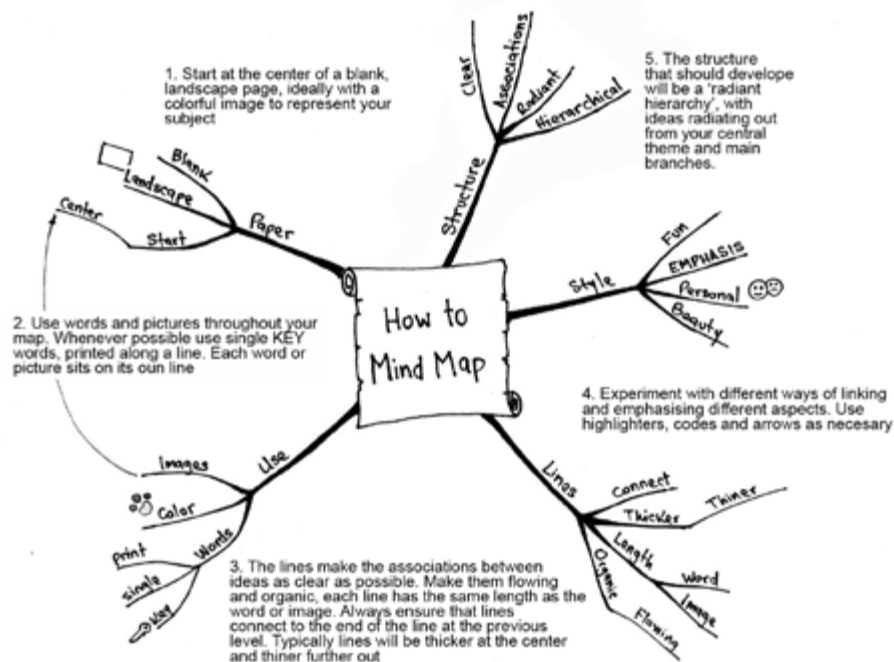 1. Start at the center of a blank,
landscape page, ideally with a
colorful image to represent your
subject
Clear
Associations
Radiant
Hierarchical
Structure
5. The structure
that should develop
will be a 'radiant
hierarchy', with
ideas radiating out
from your central
theme and main
branches.
Blank
Landscape
Center
Start
Paper
Fun
EMPHASIS
Personal
Beauty
Style
How to
Mind Map
2. Use words and pictures throughout your
map. Whenever possible use single KEY
words, printed along a line. Each word or
picture sits on its oun line
4. Experiment with different ways of linking
and emphasising different aspects. Use
highlighters, codes and arrows as necesary
Images
Use
Color
Words
print
single
Key
Lines
Connect
Thicker
Thiner
Length
Word
Image
Organic
Flowing
3. The lines make the associations between
ideas as clear as possible. Make them flowing
and organic, each line has the same length as the
word or image. Always ensure that lines
connect to the end of the line at the previous
level. Typically lines will be thicker at the center
and thiner further out